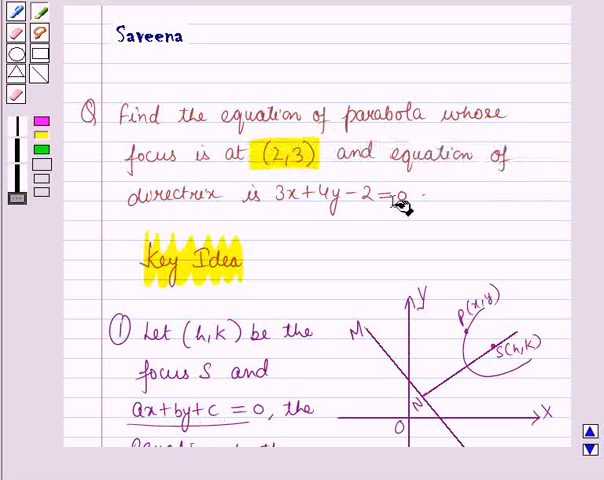 Saveena
Q Find the equation of parabola whose
focus is at (2,3) and equation of
directrix is 3x+4y-2=0.
Key Idea
① Let (h,k) be the
focus S and
ax+by+c=0, the
M
Y
P(x,y)
S(h,k)
N
O
X